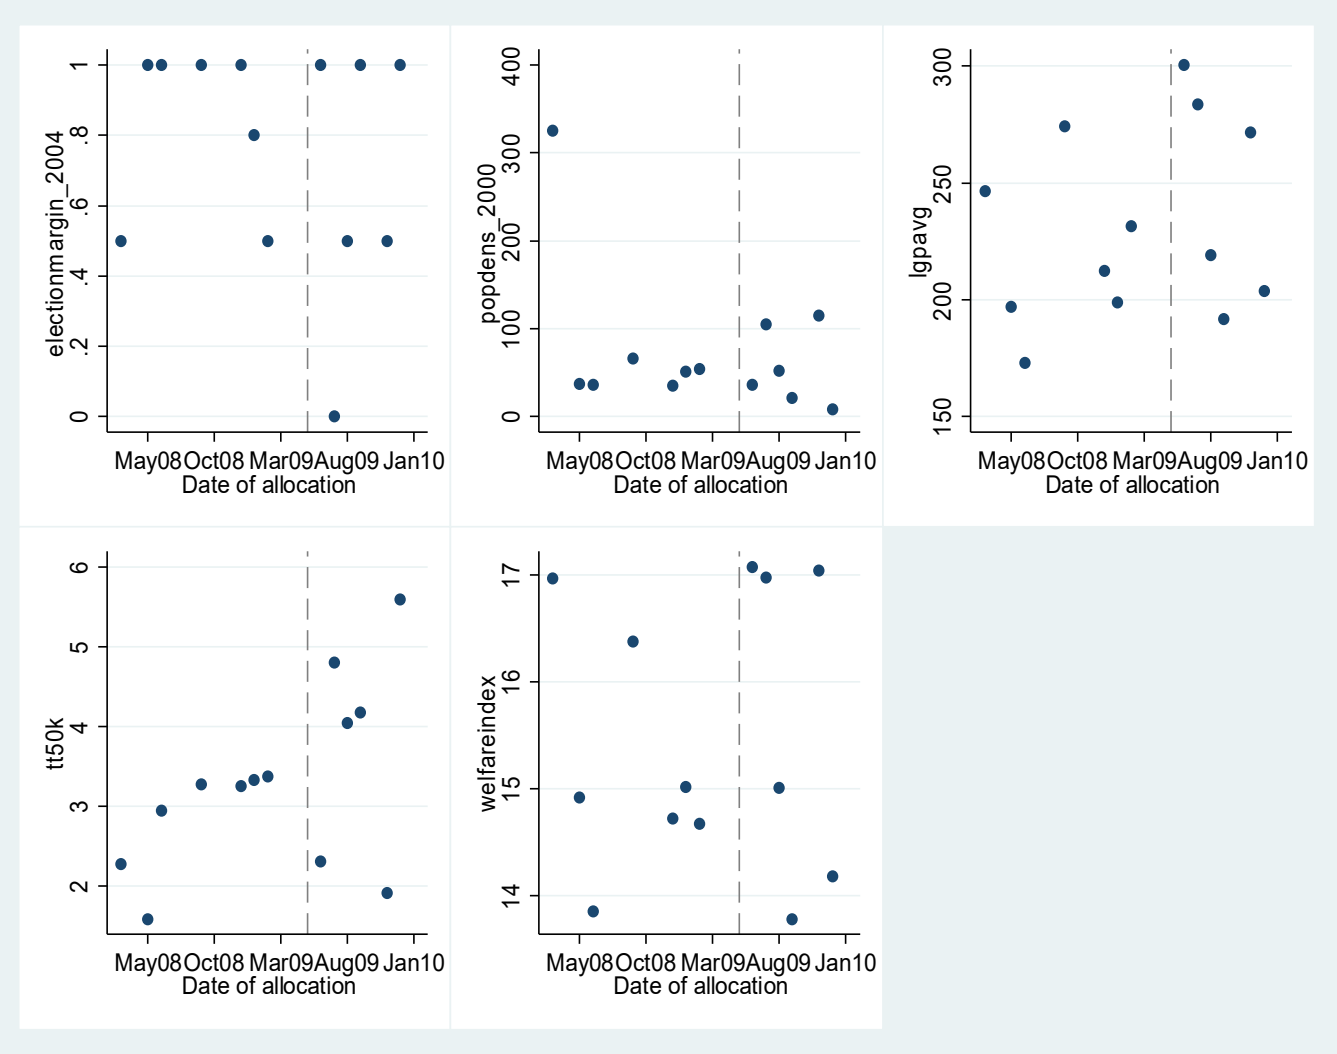 electionmargin_2004
1
.8
.6
.4
.2
0
May08 Oct08 Mar09 Aug09 Jan10
Date of allocation
popdens_2000
400
300
200
100
0
May08 Oct08 Mar09 Aug09 Jan10
Date of allocation
lgpavg
300
250
200
150
May08 Oct08 Mar09 Aug09 Jan10
Date of allocation
tt50k
6
5
4
3
2
May08 Oct08 Mar09 Aug09 Jan10
Date of allocation
welfareindex
17
16
15
14
May08 Oct08 Mar09 Aug09 Jan10
Date of allocation